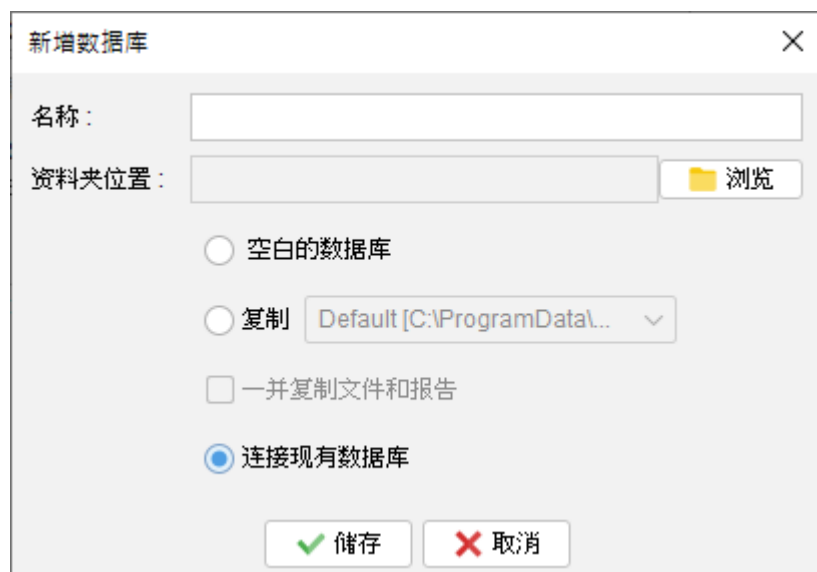 新增数据库
名称 :
资料夹位置 : 浏览
空白的数据库
复制 Default [C:\ProgramData\...
一并复制文件和报告
连接现有数据库
储存 取消